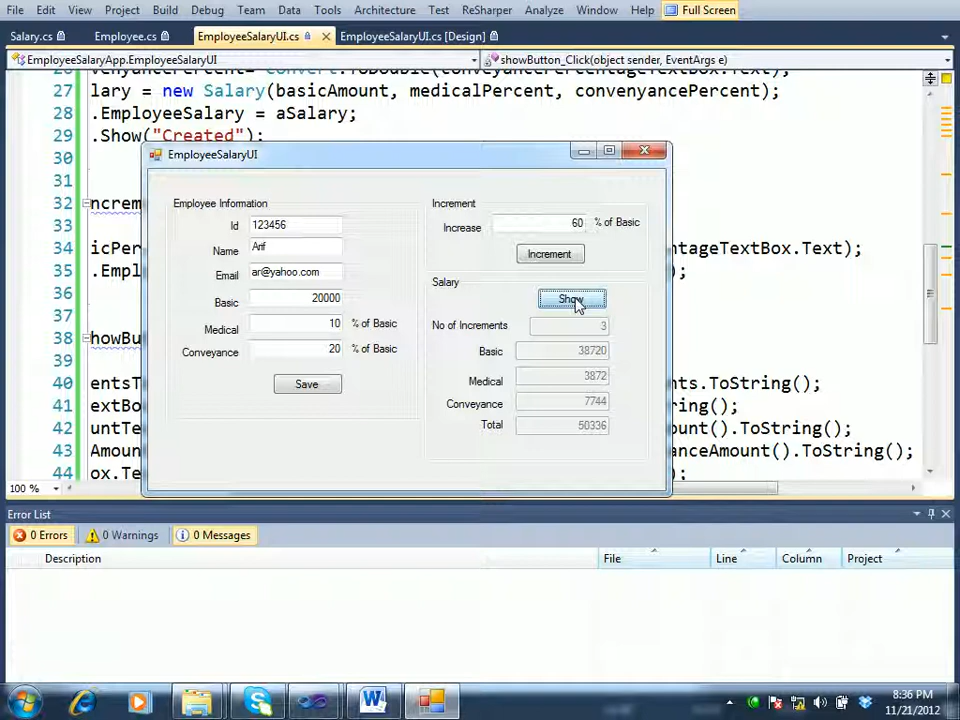 File Edit View Project Build Debug Team Data Tools Test Architecture ReSharper Analyze Window Help Full Screen
Salary.cs Employee.cs EmployeeSalaryUI.cs EmployeeSalaryUI.cs [Design]
EmployeeSalaryApp.EmployeeSalaryUI showButton_Click(object sender, EventArgs e)
27 lary = new Salary(basicAmount, medicalPercent, convenyancePercent);
28 .EmployeeSalary = aSalary;
29 .Show("Created");
30
31
32 ncrem
33
34 icPer ntageTextBox.Text);
35 .Empl ;
36
37
38 howBu
39
40 entsT nts.ToString();
41 extBo ring();
42 untTe ount().ToString();
43 Amoun anceAmount().ToString();
44 ox.Te
100 %
EmployeeSalaryUI
Employee Information
Id 123456
Name Arif
Email ar@yahoo.com
Basic 20000
Medical 10 % of Basic
Conveyance 20 % of Basic
Save
Increment
Increase 60 % of Basic
Increment
Salary
Show
No of Increments 3
Basic 38720
Medical 3872
Conveyance 7744
Total 50336
Error List
0 Errors 0 Warnings 0 Messages
Description File Line Column Project
8:36 PM
11/21/2012